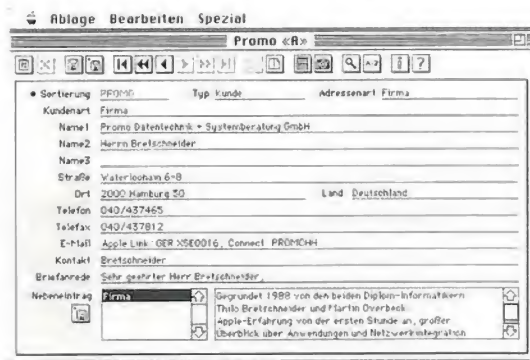 Ablage Bearbeiten Spezial
Promo «A»
Sortierung PROMO Typ Kunde Adressenart Firma
Kundenart Firma
Name1 Promo Datentechnik + Systemberatung GmbH
Name2 Herrn Bretschneider
Name3
Straße Waterloohain 6-8
Ort 2000 Hamburg 50 Land Deutschland
Telefon 040/437465
Telefax 040/437812
E-Mail Apple Link: GER XSE0016, Connect: PROMOHH
Kontakt Bretschneider
Briefanrede Sehr geehrter Herr Bretschneider,
Nebeneintrag Firma
Gegründet 1988 von den beiden Diplom-Informatikern
Thilo Bretschneider und Martin Overbeck.
Apple-Erfahrung von der ersten Stunde an, großer
Überblick über Anwendungen und Netzwerkintegration